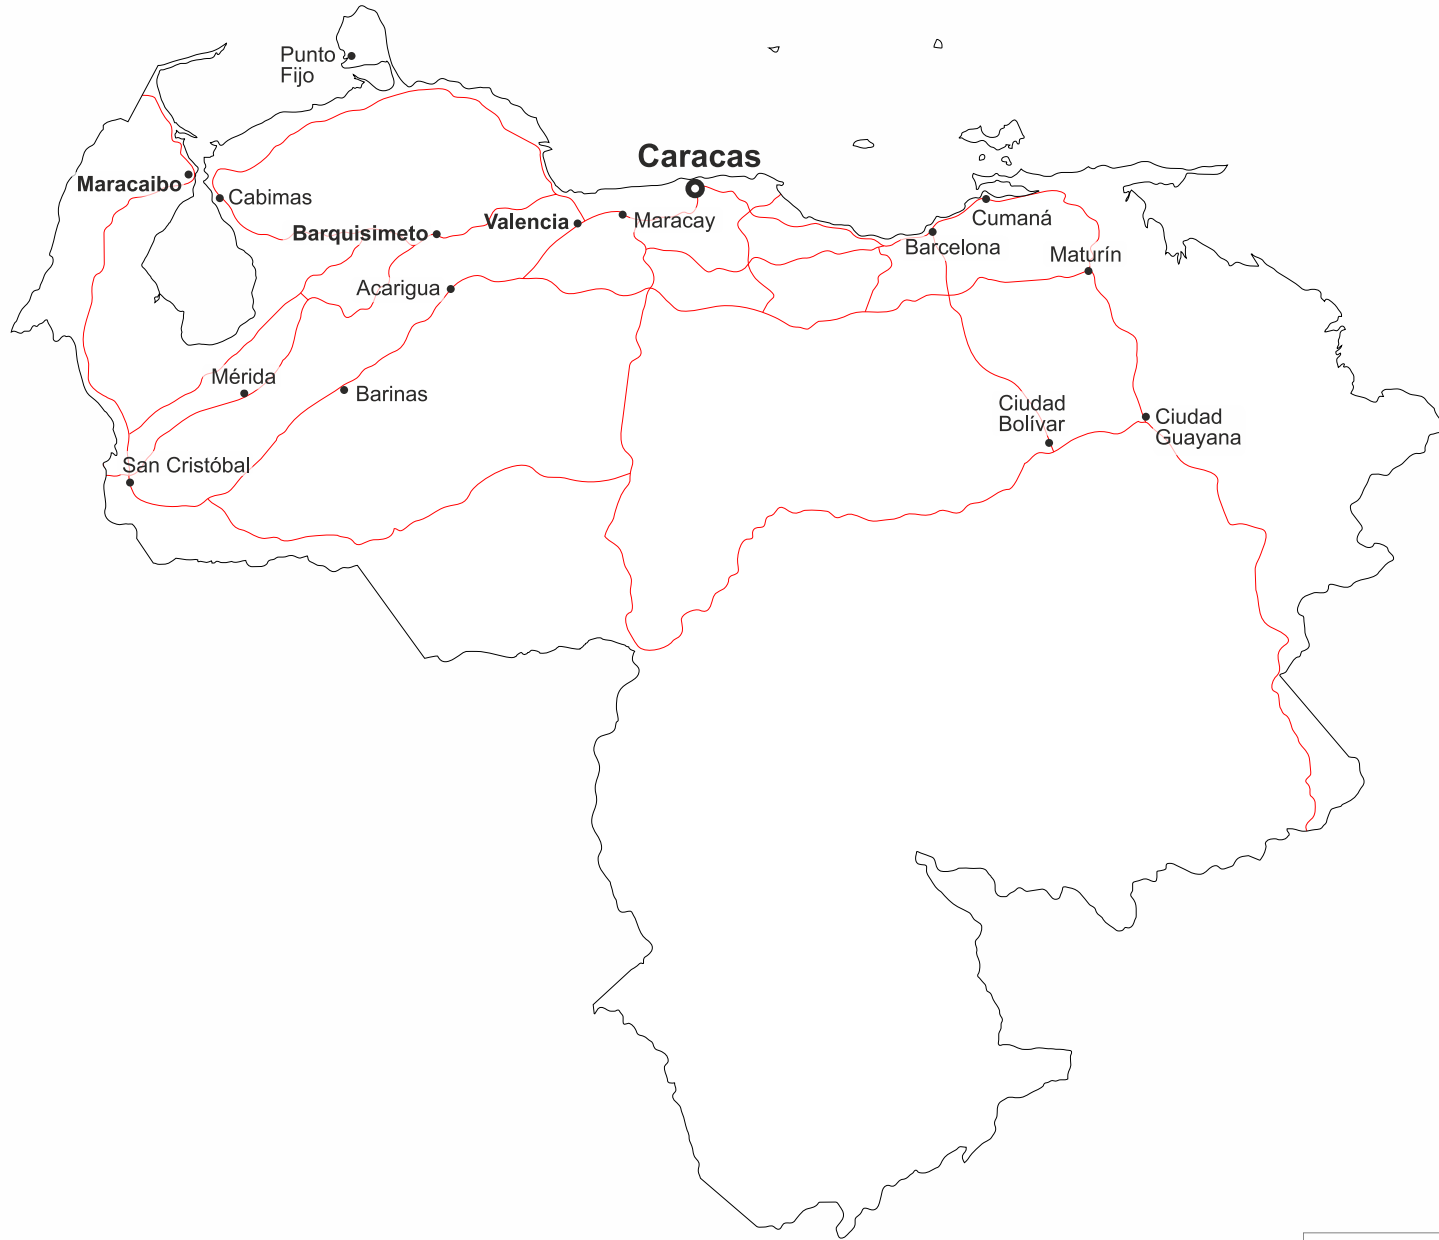 Punto
Fijo
Caracas
Maracaibo
Cabimas
Valencia
Maracay
Cumaná
Barquisimeto
Barcelona
Maturín
Acarigua
Mérida
Barinas
Ciudad
Bolívar
Ciudad
Guayana
San Cristóbal